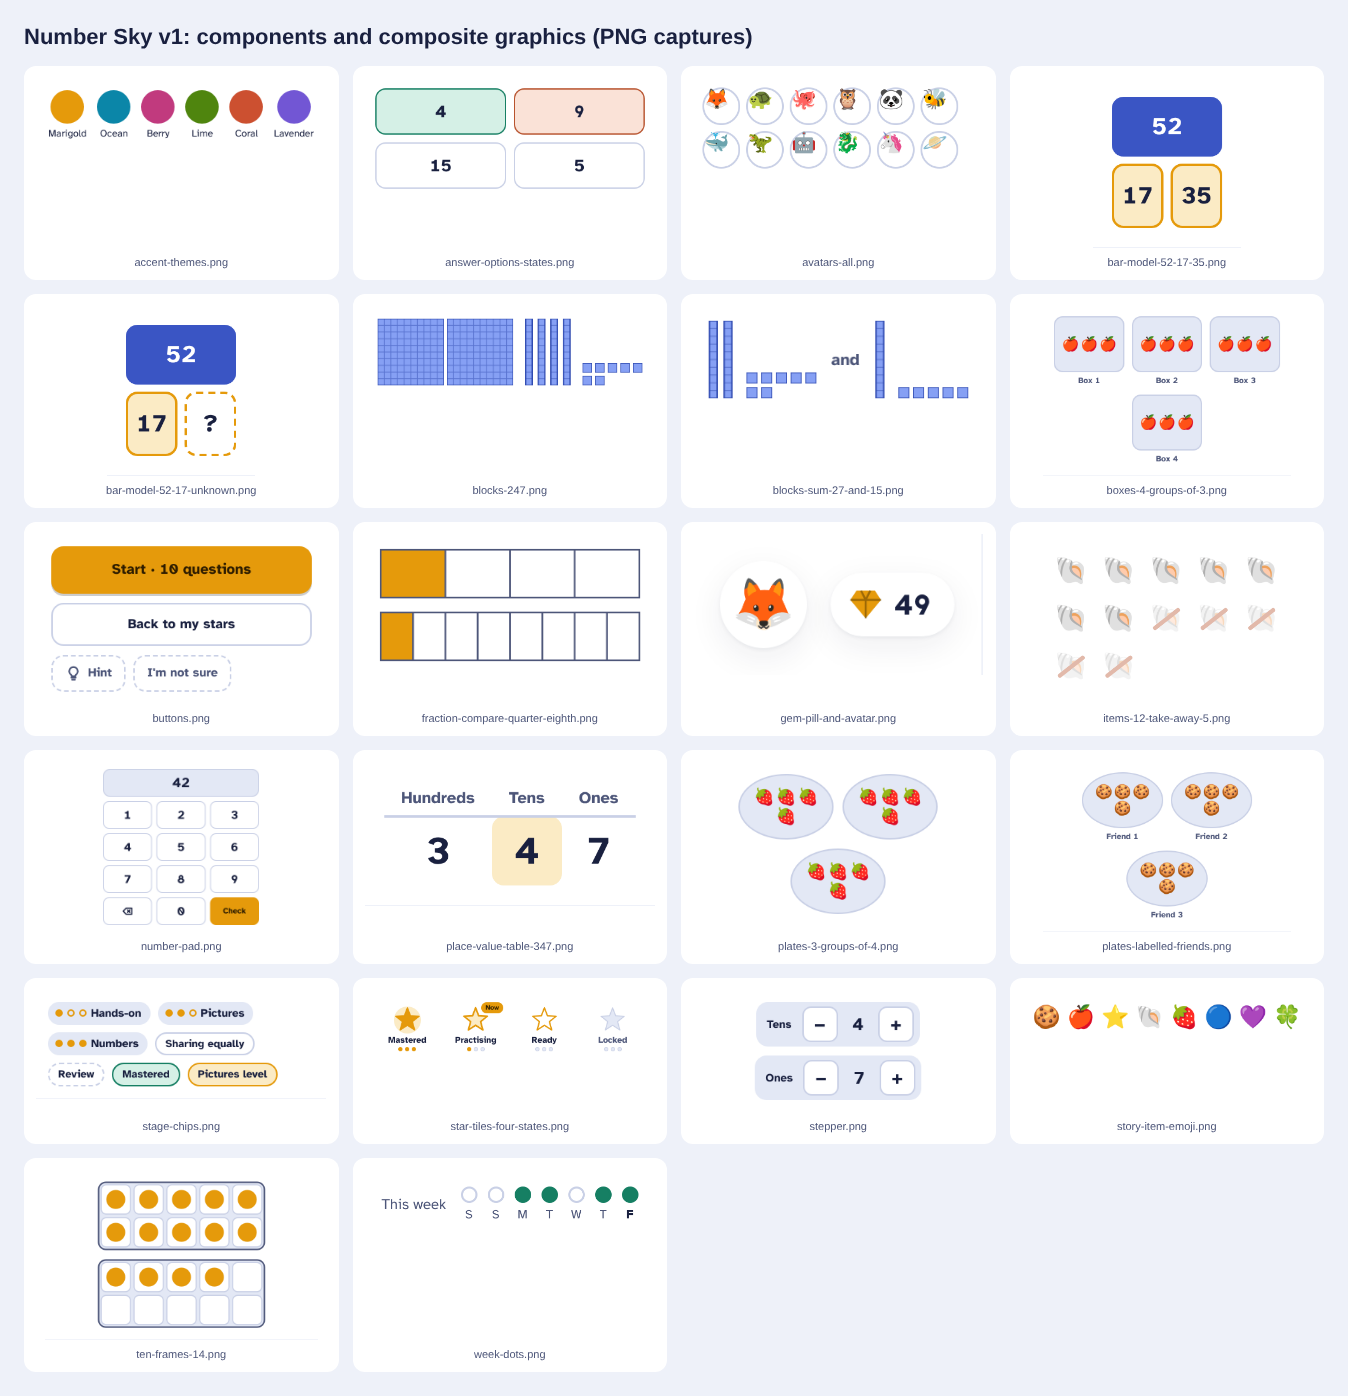 Number Sky v1: components and composite graphics (PNG captures)
Marigold Ocean Berry Lime Coral Lavender
accent-themes.png
4 9
15 5
answer-options-states.png
avatars-all.png
52
17 35
bar-model-52-17-35.png
52
17 ?
bar-model-52-17-unknown.png
blocks-247.png
and
blocks-sum-27-and-15.png
Box 1 Box 2 Box 3
Box 4
boxes-4-groups-of-3.png
Start · 10 questions
Back to my stars
Hint I'm not sure
buttons.png
fraction-compare-quarter-eighth.png
49
gem-pill-and-avatar.png
items-12-take-away-5.png
42
1 2 3
4 5 6
7 8 9
0 Check
number-pad.png
Hundreds Tens Ones
3 4 7
place-value-table-347.png
plates-3-groups-of-4.png
Friend 1 Friend 2
Friend 3
plates-labelled-friends.png
Hands-on Pictures
Numbers Sharing equally
Review Mastered Pictures level
stage-chips.png
Now
Mastered Practising Ready Locked
star-tiles-four-states.png
Tens − 4 +
Ones − 7 +
stepper.png
story-item-emoji.png
ten-frames-14.png
This week
S S M T W T F
week-dots.png